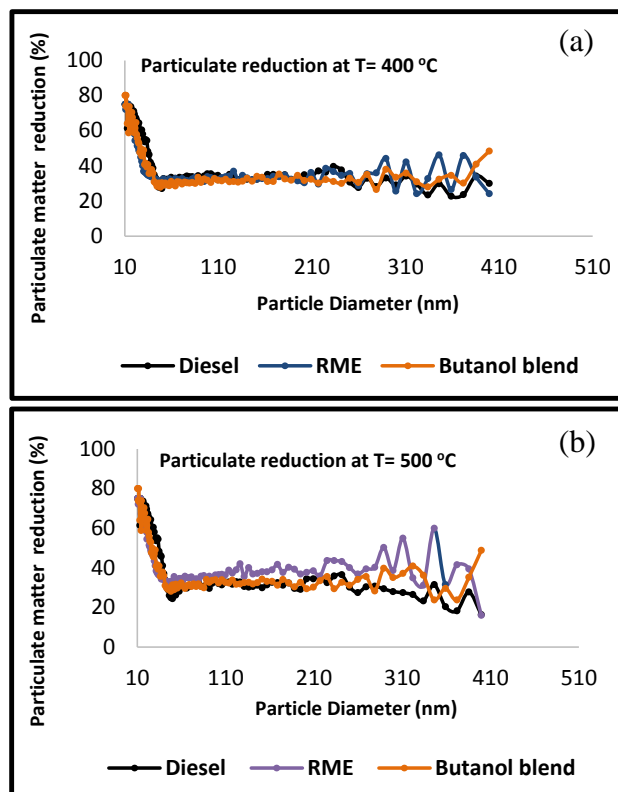 (a)
Particulate reduction at T= 400 ºC
Particulate matter reduction (%)
100
80
60
40
20
0
10 110 210 310 410 510
Particle Diameter (nm)
Diesel RME Butanol blend
(b)
Particulate reduction at T= 500 ºC
Particulate matter reduction (%)
100
80
60
40
20
0
10 110 210 310 410 510
Particle Diameter (nm)
Diesel RME Butanol blend